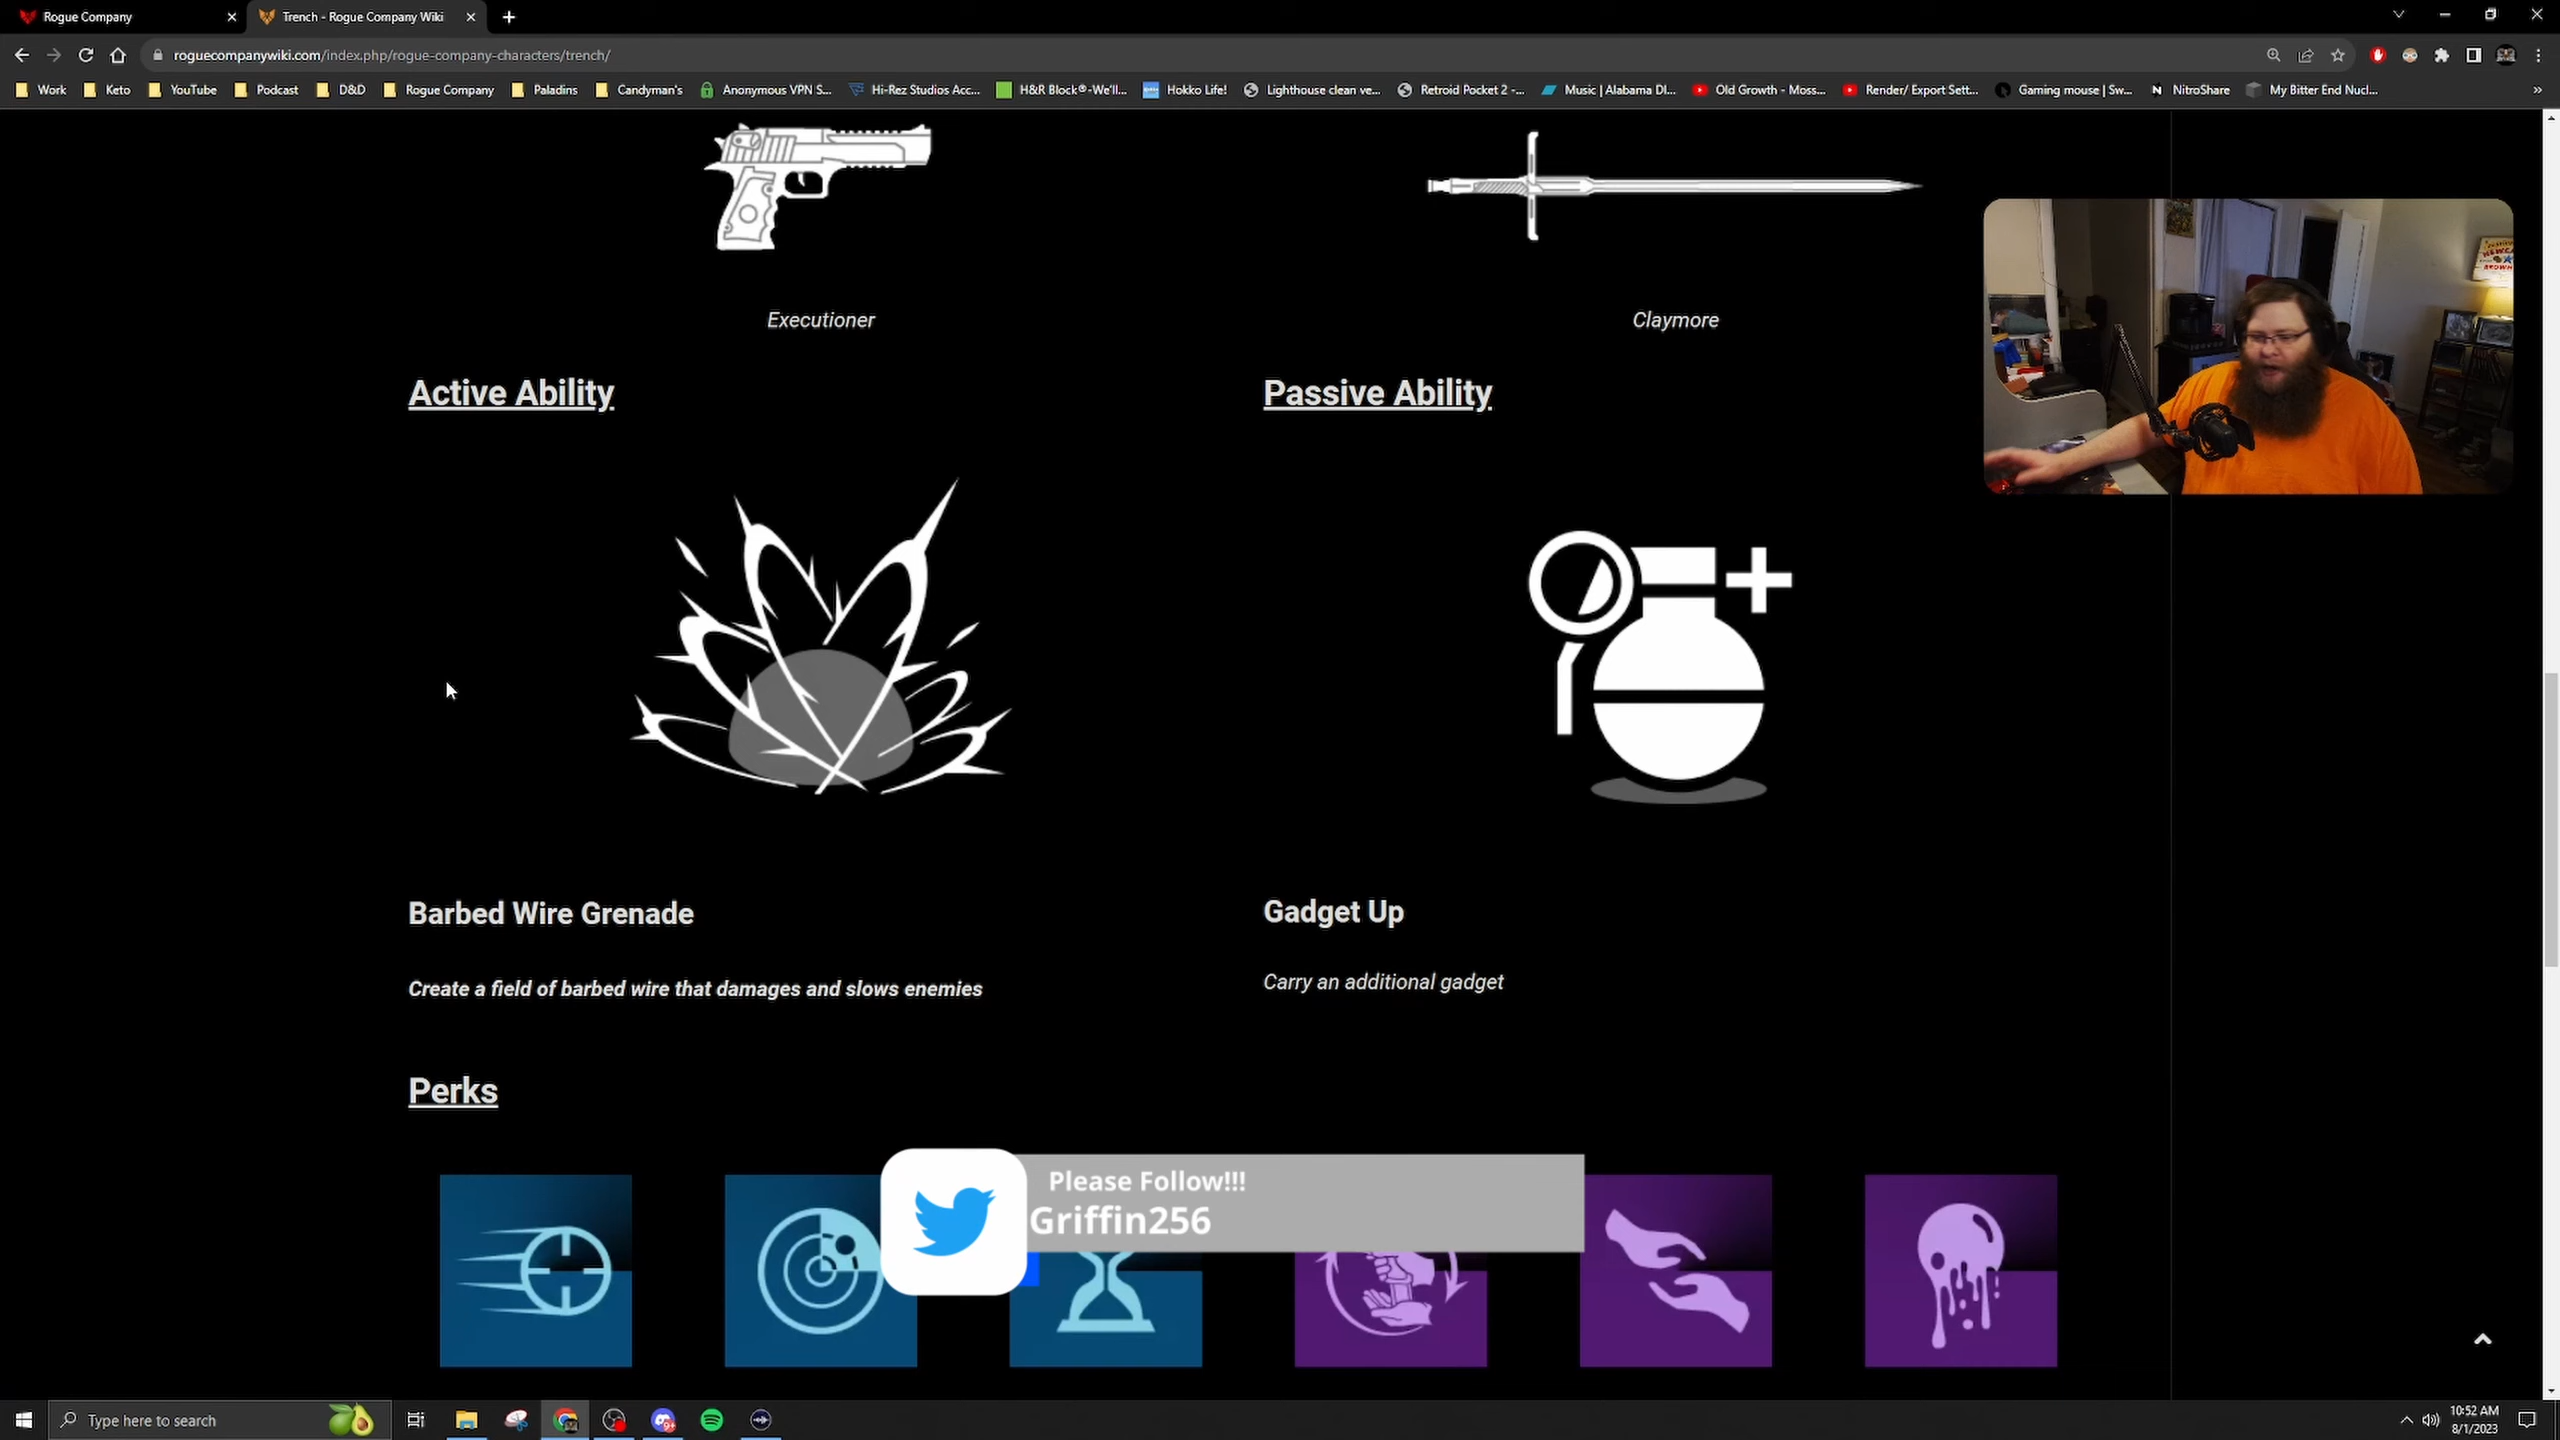 Rogue Company
Trench - Rogue Company Wiki
roguecompanywiki.com/index.php/rogue-company-characters/trench/
Work Keto YouTube Podcast D&D Rogue Company Paladins Candyman's Anonymous VPN S... Hi-Rez Studios Acc... H&R Block®-We'll... Hokko Life! Lighthouse clean ve... Retroid Pocket 2 -... Music | Alabama DI... Old Growth - Moss... Render/ Export Sett... Gaming mouse | Sw... NitroShare My Bitter End Nucl...
Executioner
Claymore
Active Ability
Passive Ability
Barbed Wire Grenade
Gadget Up
Create a field of barbed wire that damages and slows enemies
Carry an additional gadget
Perks
Please Follow!!!
Griffin256
Type here to search
10:52 AM
8/1/2023